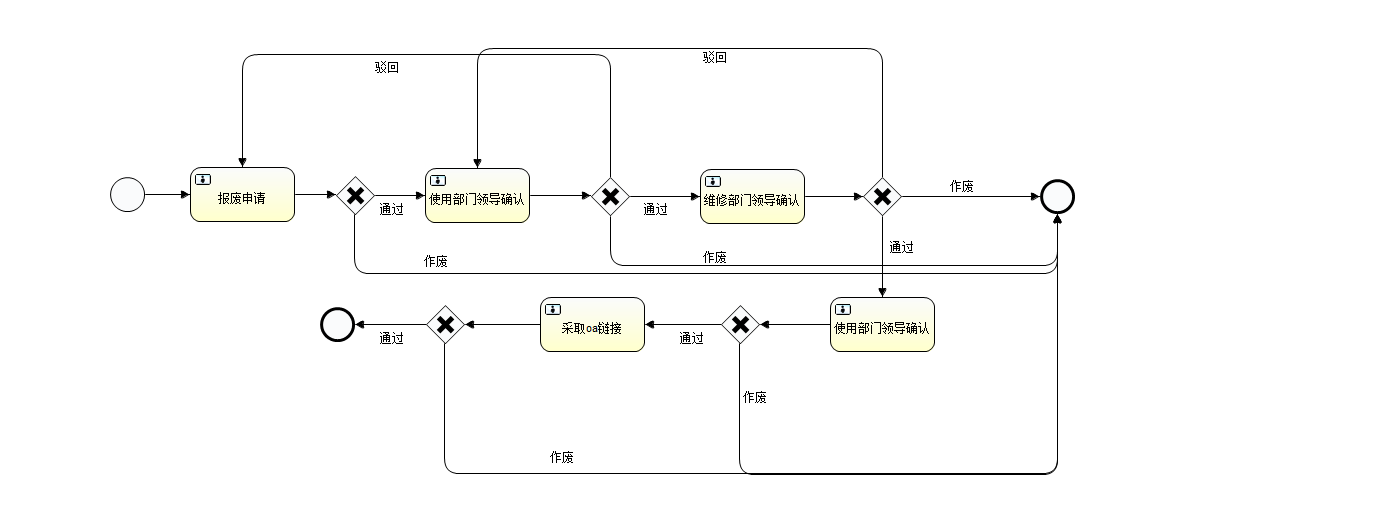 驳回
驳回
报废申请
通过
使用部门领导确认
通过
维修部门领导确认
作废
通过
作废
作废
通过
采取oa链接
通过
使用部门领导确认
作废
作废